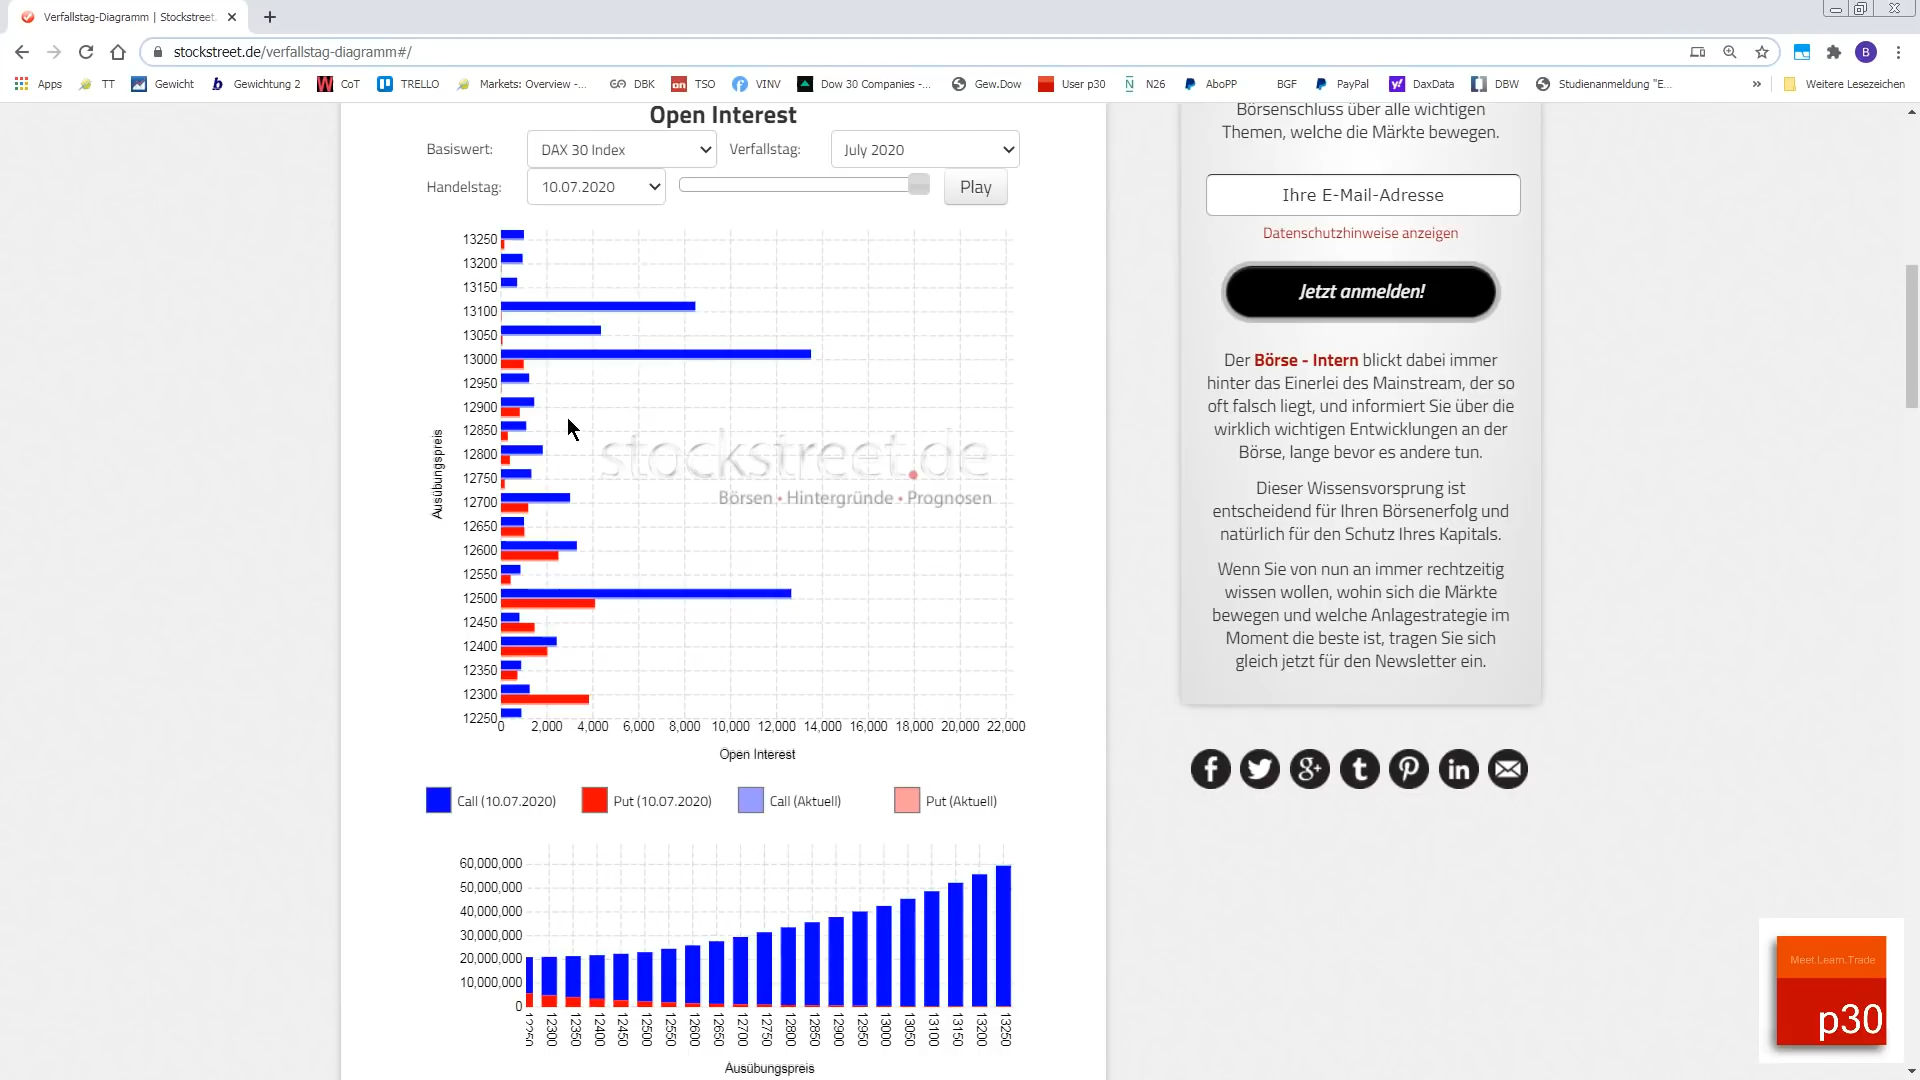 Verfallstag-Diagramm | Stockstreet.
stockstreet.de/verfallstag-diagramm#/
B
Apps
TT
Gewicht
Gewichtung 2
CoT
TRELLO
Markets: Overview -...
DBK
TSO
VINV
Dow 30 Companies -...
Gew.Dow
User p30
N26
AboPP
BGF
PayPal
DaxData
DBW
Studienanmeldung "E...
»
Weitere Lesezeichen
Open Interest
Basiswert:
DAX 30 Index
Verfallstag:
July 2020
Handelstag:
10.07.2020
Play
13250
13200
13150
13100
13050
13000
12950
12900
12850
12800
12750
12700
12650
12600
12550
12500
12450
12400
12350
12300
12250
Ausübungspreis
stockstreet.de
Börsen • Hintergründe • Prognosen
0 2,000 4,000 6,000 8,000 10,000 12,000 14,000 16,000 18,000 20,000 22,000
Open Interest
Call (10.07.2020)
Put (10.07.2020)
Call (Aktuell)
Put (Aktuell)
60,000,000
50,000,000
40,000,000
30,000,000
20,000,000
10,000,000
0
12250 12300 12350 12400 12450 12500 12550 12600 12650 12700 12750 12800 12850 12900 12950 13000 13050 13100 13150 13200 13250
Ausübungspreis
Börsenschluss über alle wichtigen
Themen, welche die Märkte bewegen.
Ihre E-Mail-Adresse
Datenschutzhinweise anzeigen
Jetzt anmelden!
Der Börse - Intern blickt dabei immer
hinter das Einerlei des Mainstream, der so
oft falsch liegt, und informiert Sie über die
wirklich wichtigen Entwicklungen an der
Börse, lange bevor es andere tun.
Dieser Wissensvorsprung ist
entscheidend für Ihren Börsenerfolg und
natürlich für den Schutz Ihres Kapitals.
Wenn Sie von nun an immer rechtzeitig
wissen wollen, wohin sich die Märkte
bewegen und welche Anlagestrategie im
Moment die beste ist, tragen Sie sich
gleich jetzt für den Newsletter ein.
Meet.Learn.Trade
p30